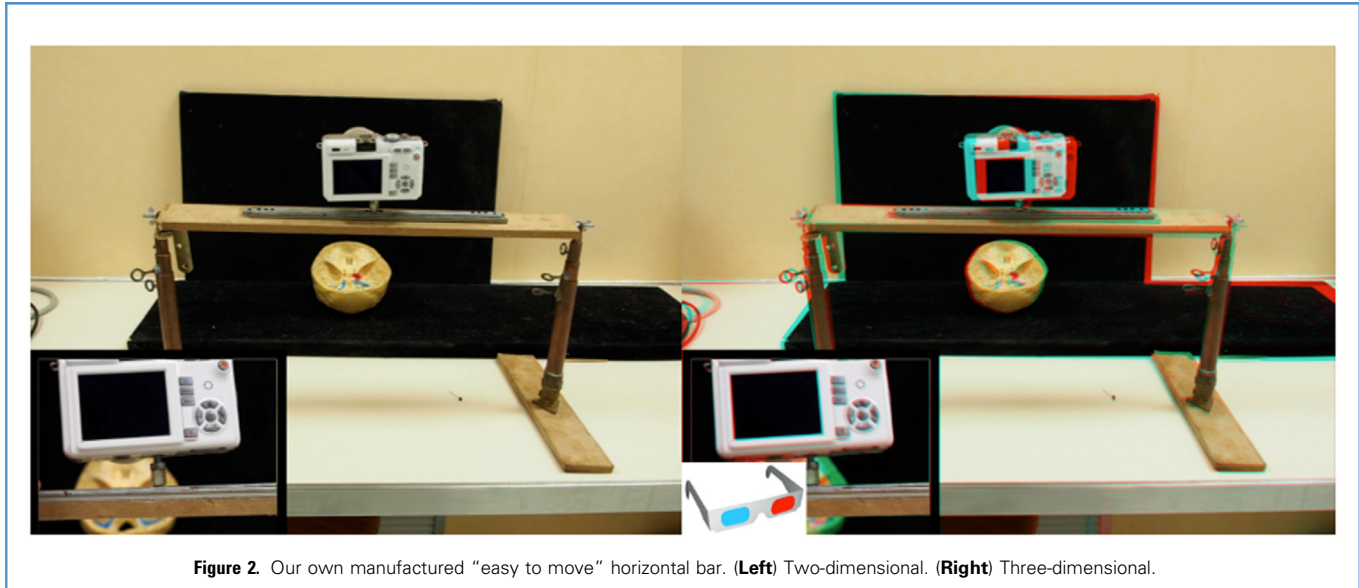 Figure 2. Our own manufactured “easy to move” horizontal bar. (Left) Two-dimensional. (Right) Three-dimensional.